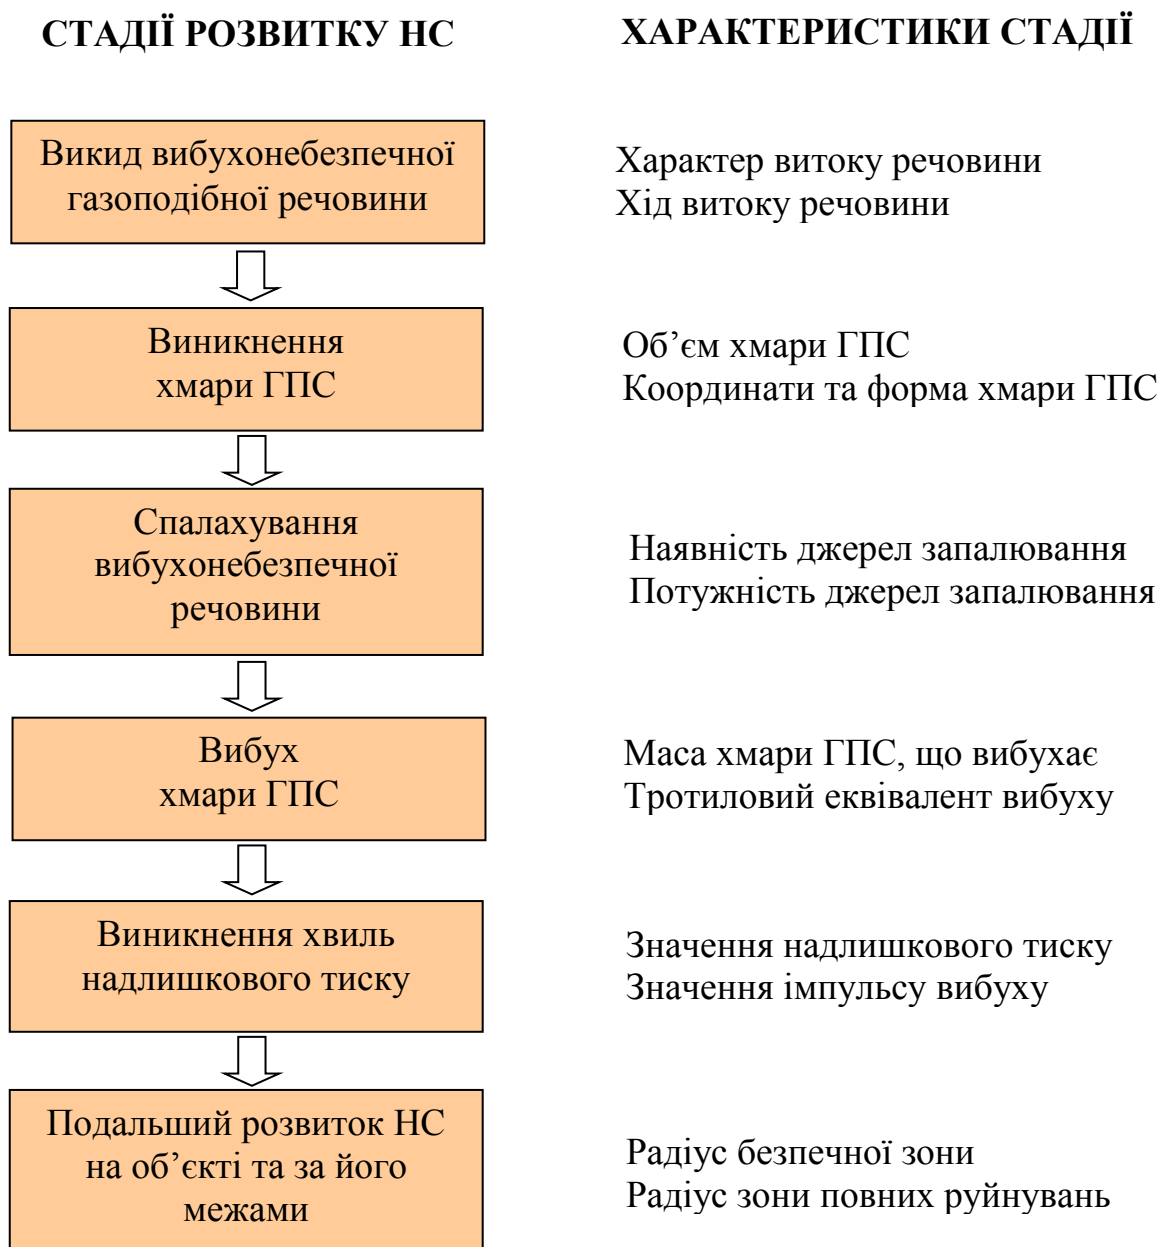 СТАДІЇ РОЗВИТКУ НС
ХАРАКТЕРИСТИКИ СТАДІЇ
Викид вибухонебезпечної
газоподібної речовини
Характер витоку речовини
Хід витоку речовини
Виникнення
хмари ГПС
Об’єм хмари ГПС
Координати та форма хмари ГПС
Спалахування
вибухонебезпечної
речовини
Наявність джерел запалювання
Потужність джерел запалювання
Вибух
хмари ГПС
Маса хмари ГПС, що вибухає
Тротиловий еквівалент вибуху
Виникнення хвиль
надлишкового тиску
Значення надлишкового тиску
Значення імпульсу вибуху
Подальший розвиток НС
на об’єкті та за його
межами
Радіус безпечної зони
Радіус зони повних руйнувань